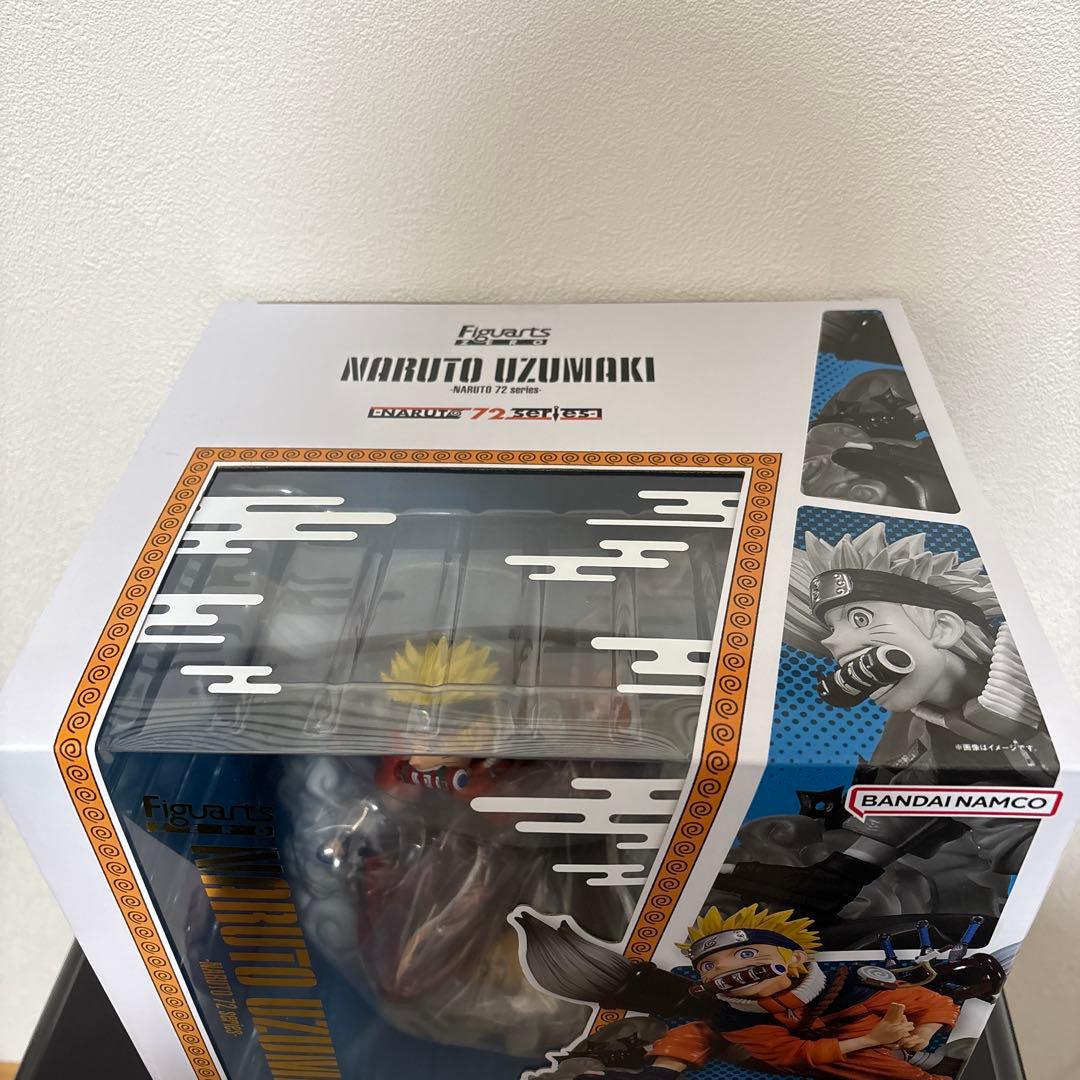 Figuarts
ZERO
NARUTO UZUMAKI
-NARUTO 72 series-
NARUTO 72 series
※画像はイメージです。
BANDAI NAMCO
Figuarts
ZERO
NARUTO UZUMAKI
-NARUTO 72 series-